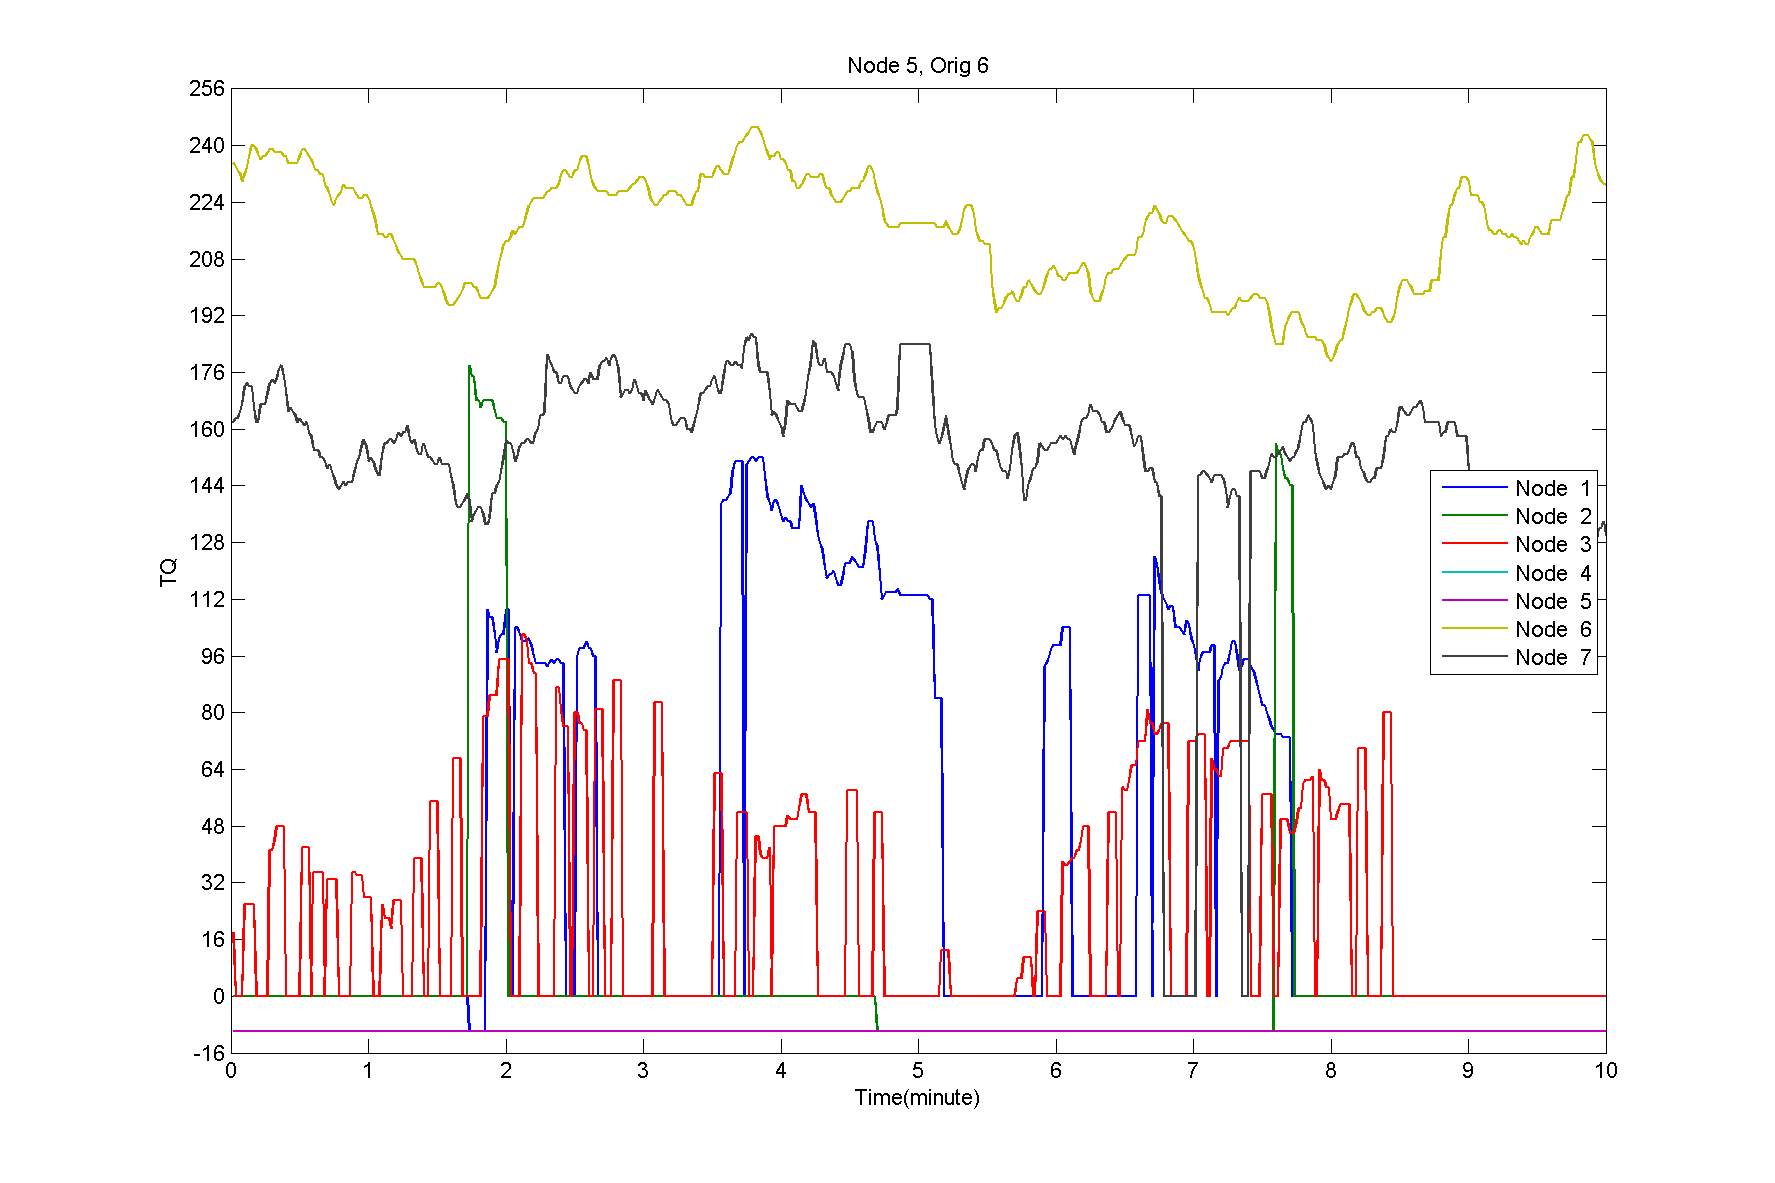 Node 5, Orig 6
256
240
224
208
192
176
160
144
128
112
96
80
64
48
32
16
0
-16
TQ
Node 1
Node 2
Node 3
Node 4
Node 5
Node 6
Node 7
0 1 2 3 4 5 6 7 8 9 10
Time(minute)